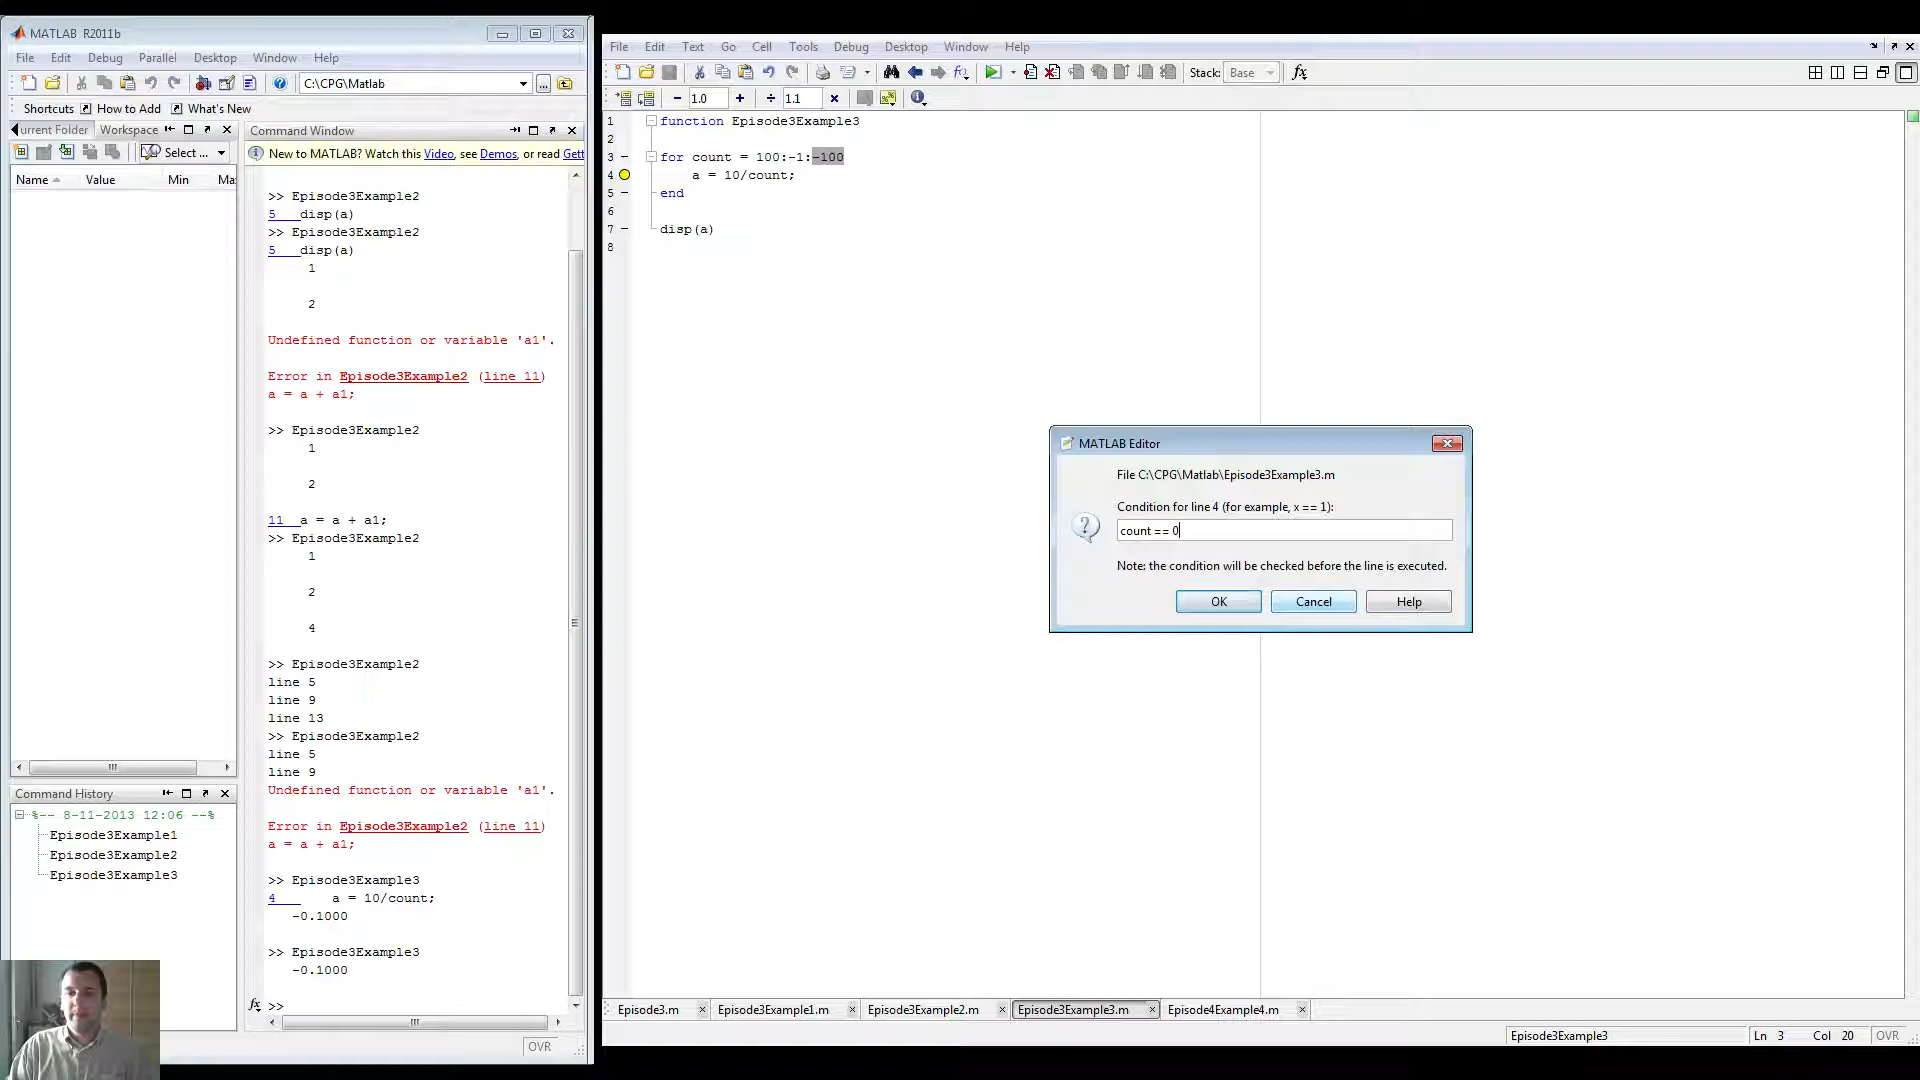 MATLAB R2011b
File Edit Debug Parallel Desktop Window Help
C:\CPG\Matlab
Shortcuts How to Add What's New
urrent Folder Workspace
Select ...
Name Value Min Ma
Command History
%-- 8-11-2013 12:06 --%
Episode3Example1
Episode3Example2
Episode3Example3
Command Window
New to MATLAB? Watch this Video, see Demos, or read Gett
>> Episode3Example2
5 disp(a)
>> Episode3Example2
5 disp(a)
1
2
Undefined function or variable 'a1'.
Error in Episode3Example2 (line 11)
a = a + a1;
>> Episode3Example2
1
2
11 a = a + a1;
>> Episode3Example2
1
2
4
>> Episode3Example2
line 5
line 9
line 13
>> Episode3Example2
line 5
line 9
Undefined function or variable 'a1'.
Error in Episode3Example2 (line 11)
a = a + a1;
>> Episode3Example3
4 a = 10/count;
-0.1000
>> Episode3Example3
-0.1000
fx >>
OVR
File Edit Text Go Cell Tools Debug Desktop Window Help
Stack: Base fx
− 1.0 + ÷ 1.1 ×
1 function Episode3Example3
2
3 for count = 100:-1:-100
4 a = 10/count;
5 end
6
7 disp(a)
8
MATLAB Editor
File C:\CPG\Matlab\Episode3Example3.m
Condition for line 4 (for example, x == 1):
count == 0
Note: the condition will be checked before the line is executed.
OK Cancel Help
Episode3.m Episode3Example1.m Episode3Example2.m Episode3Example3.m Episode4Example4.m
Episode3Example3 Ln 3 Col 20 OVR